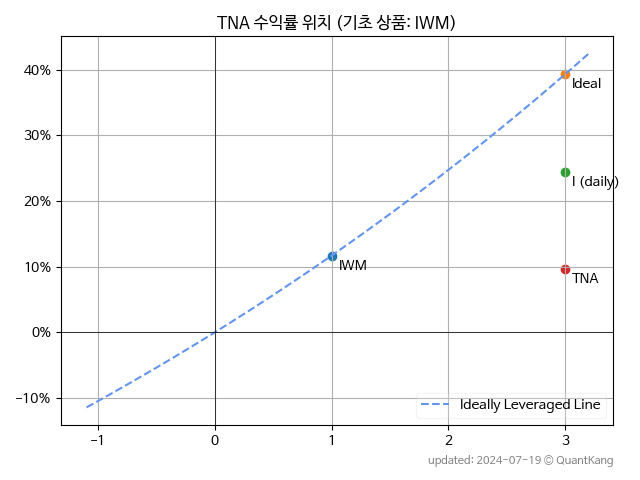 TNA 수익률 위치 (기초 상품: IWM)
40%
30%
20%
10%
0%
−10%
Ideal
I (daily)
IWM
TNA
Ideally Leveraged Line
−1
0
1
2
3
updated: 2024-07-19 © QuantKang